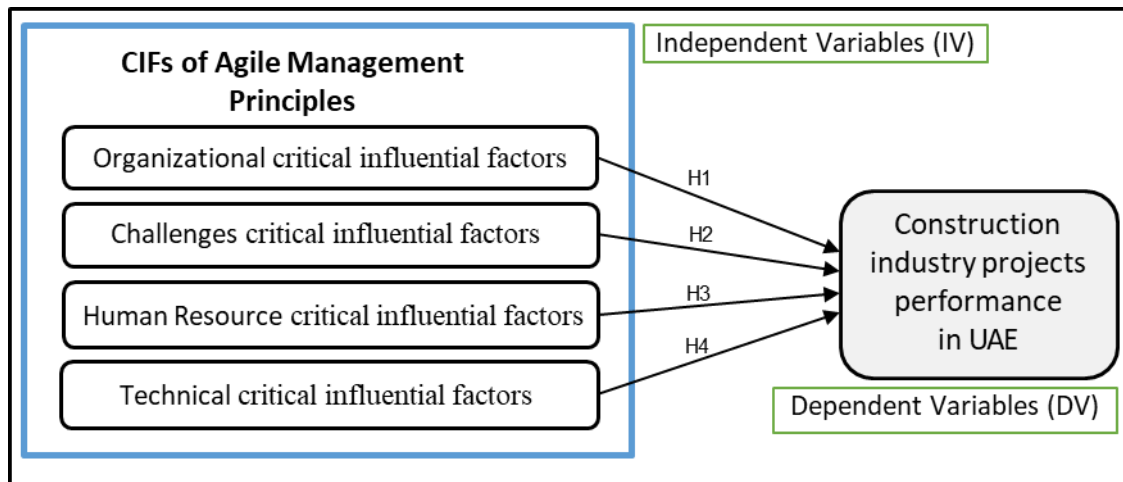 CIFs of Agile Management
Principles
Independent Variables (IV)
Organizational critical influential factors
H1
Challenges critical influential factors
H2
Human Resource critical influential factors
H3
Technical critical influential factors
H4
Construction
industry projects
performance
in UAE
Dependent Variables (DV)